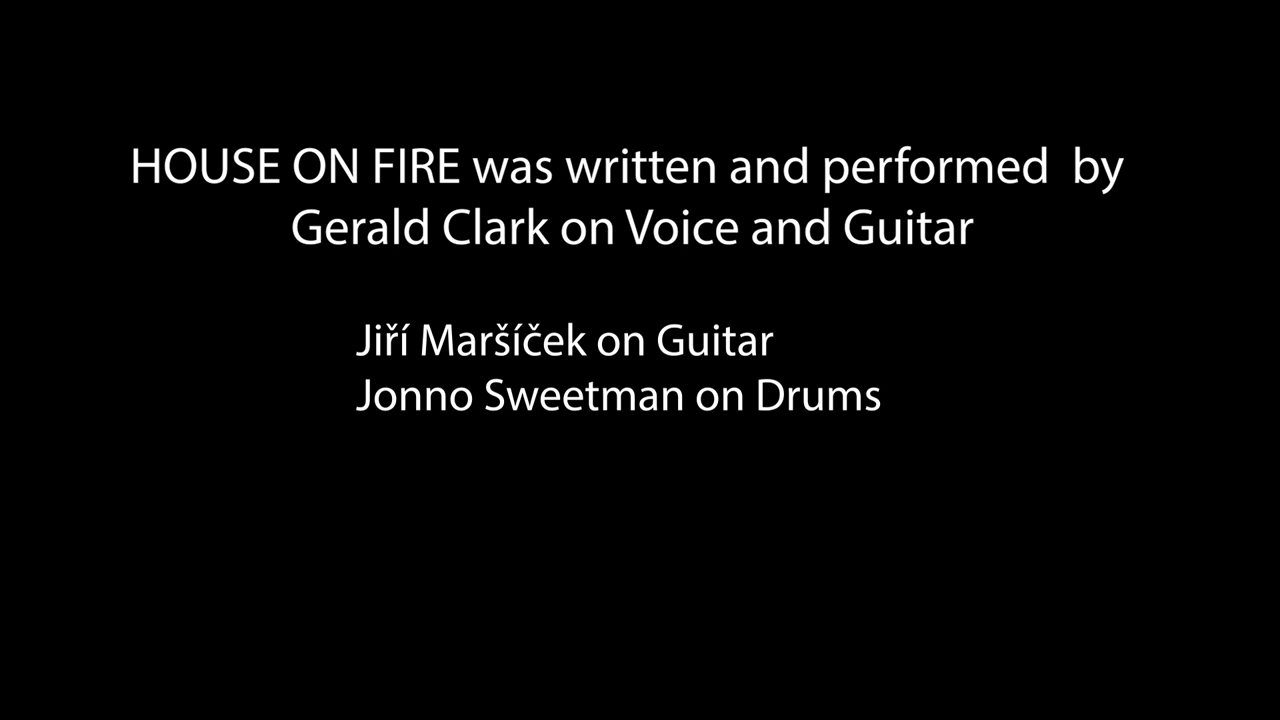 HOUSE ON FIRE was written and performed  by
Gerald Clark on Voice and Guitar
Jiří Maršíček on Guitar
Jonno Sweetman on Drums